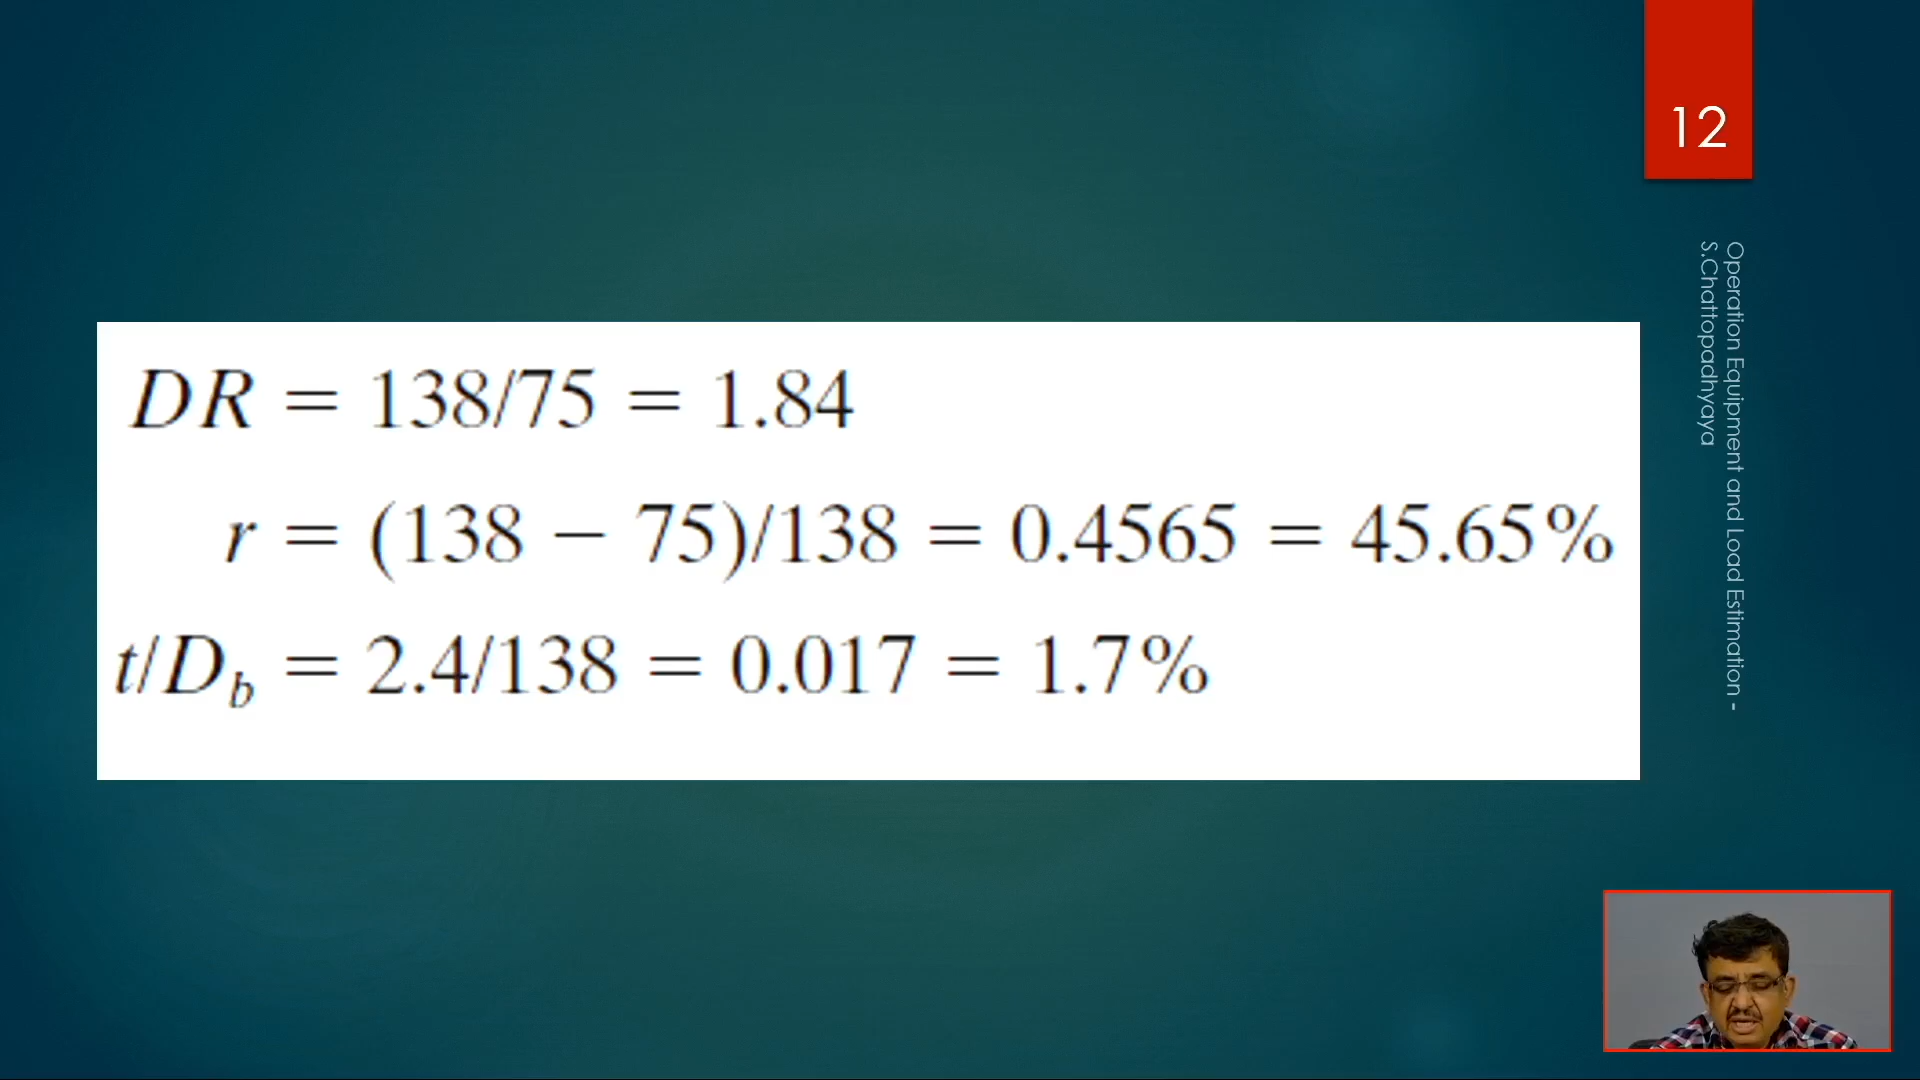 12
DR = 138/75 = 1.84
r = (138 − 75)/138 = 0.4565 = 45.65%
t/D_b = 2.4/138 = 0.017 = 1.7%
Operation Equipment and Load Estimation -
S.Chattopadhyaya